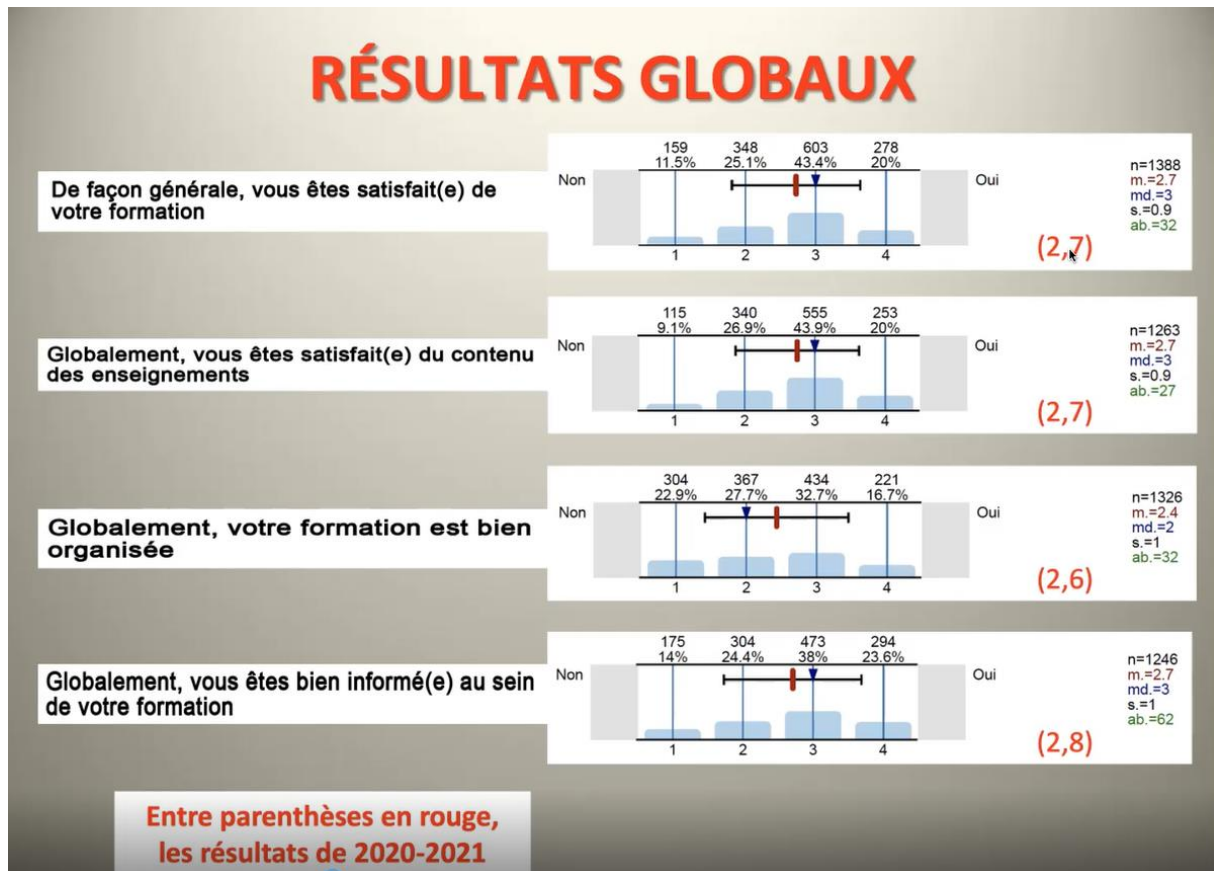 RÉSULTATS GLOBAUX
De façon générale, vous êtes satisfait(e) de
votre formation
159 348 603 278
11.5% 25.1% 43.4% 20%
Non
Oui
1 2 3 4
n=1388
m.=2.7
md.=3
s.=0.9
ab.=32
(2,7)
Globalement, vous êtes satisfait(e) du contenu
des enseignements
115 340 555 253
9.1% 26.9% 43.9% 20%
Non
Oui
1 2 3 4
n=1263
m.=2.7
md.=3
s.=0.9
ab.=27
(2,7)
Globalement, votre formation est bien
organisée
304 367 434 221
22.9% 27.7% 32.7% 16.7%
Non
Oui
1 2 3 4
n=1326
m.=2.4
md.=2
s.=1
ab.=32
(2,6)
Globalement, vous êtes bien informé(e) au sein
de votre formation
175 304 473 294
14% 24.4% 38% 23.6%
Non
Oui
1 2 3 4
n=1246
m.=2.7
md.=3
s.=1
ab.=62
(2,8)
Entre parenthèses en rouge,
les résultats de 2020-2021